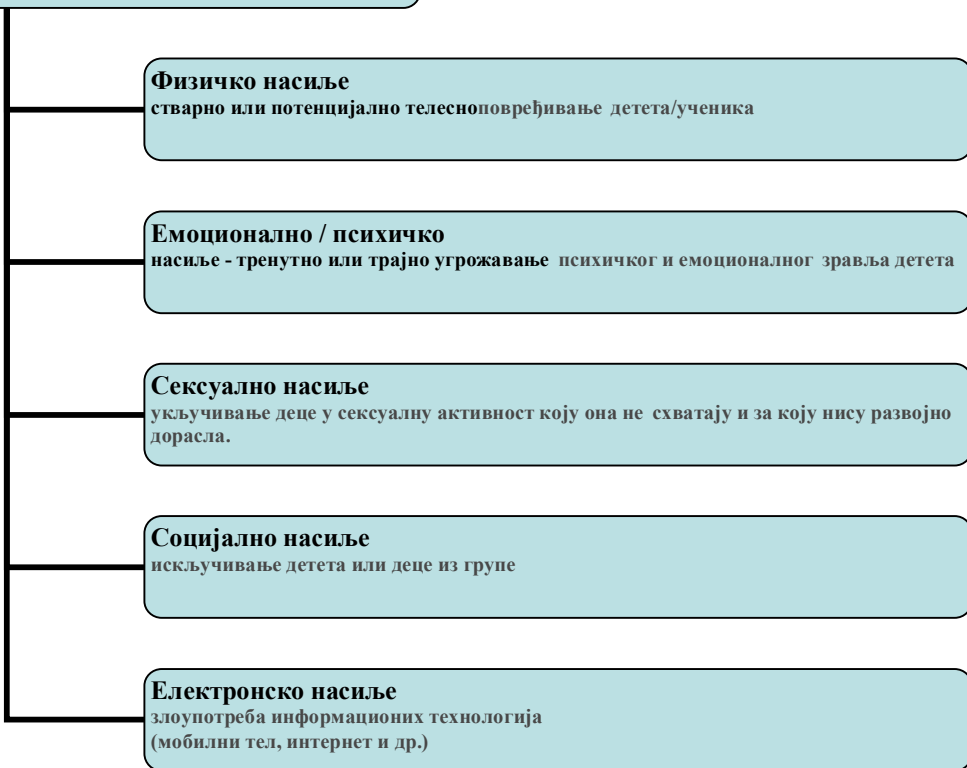 Физичко насиље
стварно или потенцијално телесноповређивање детета/ученика
Емоционално / психичко
насиље - тренутно или трајно угрожавање психичког и емоционалног зравља детета
Сексуално насиље
укључивање деце у сексуалну активност коју она не схватају и за коју нису развојно
дорасла.
Социјално насиље
искључивање детета или деце из групе
Електронско насиље
злоупотреба информационих технологија
(мобилни тел, интернет и др.)